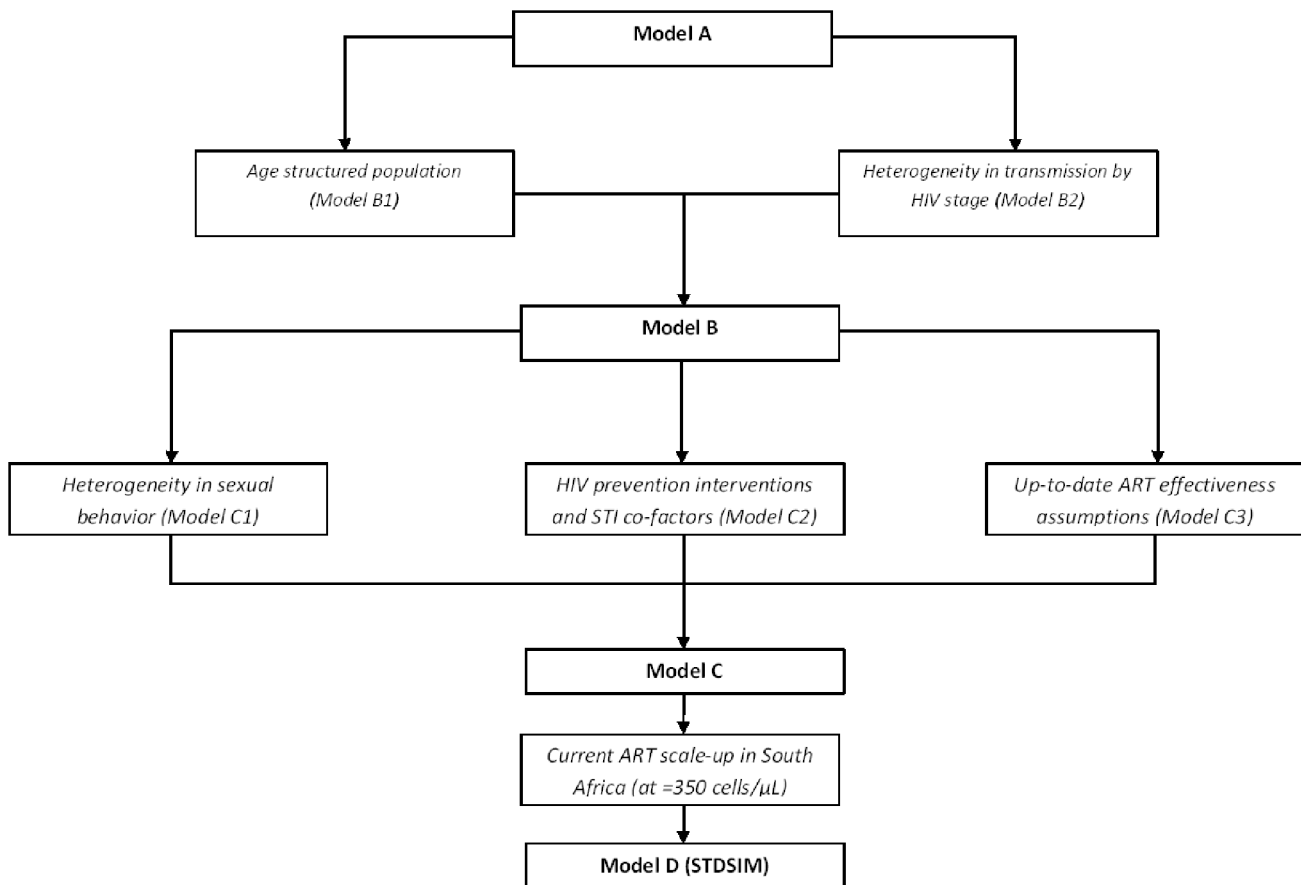 Model A
Age structured population
(Model B1)
Heterogeneity in transmission by
HIV stage (Model B2)
Model B
Heterogeneity in sexual
behavior (Model C1)
HIV prevention interventions
and STI co-factors (Model C2)
Up-to-date ART effectiveness
assumptions (Model C3)
Model C
Current ART scale-up in South
Africa (at =350 cells/µL)
Model D (STDSIM)